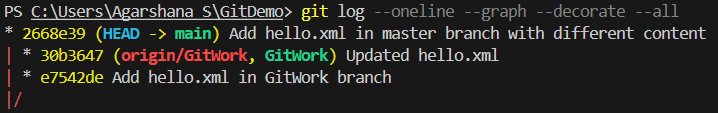 PS C:\Users\Agarshana S\GitDemo> git log --oneline --graph --decorate --all
* 2668e39 (HEAD -> main) Add hello.xml in master branch with different content
| * 30b3647 (origin/GitWork, GitWork) Updated hello.xml
| * e7542de Add hello.xml in GitWork branch
|/